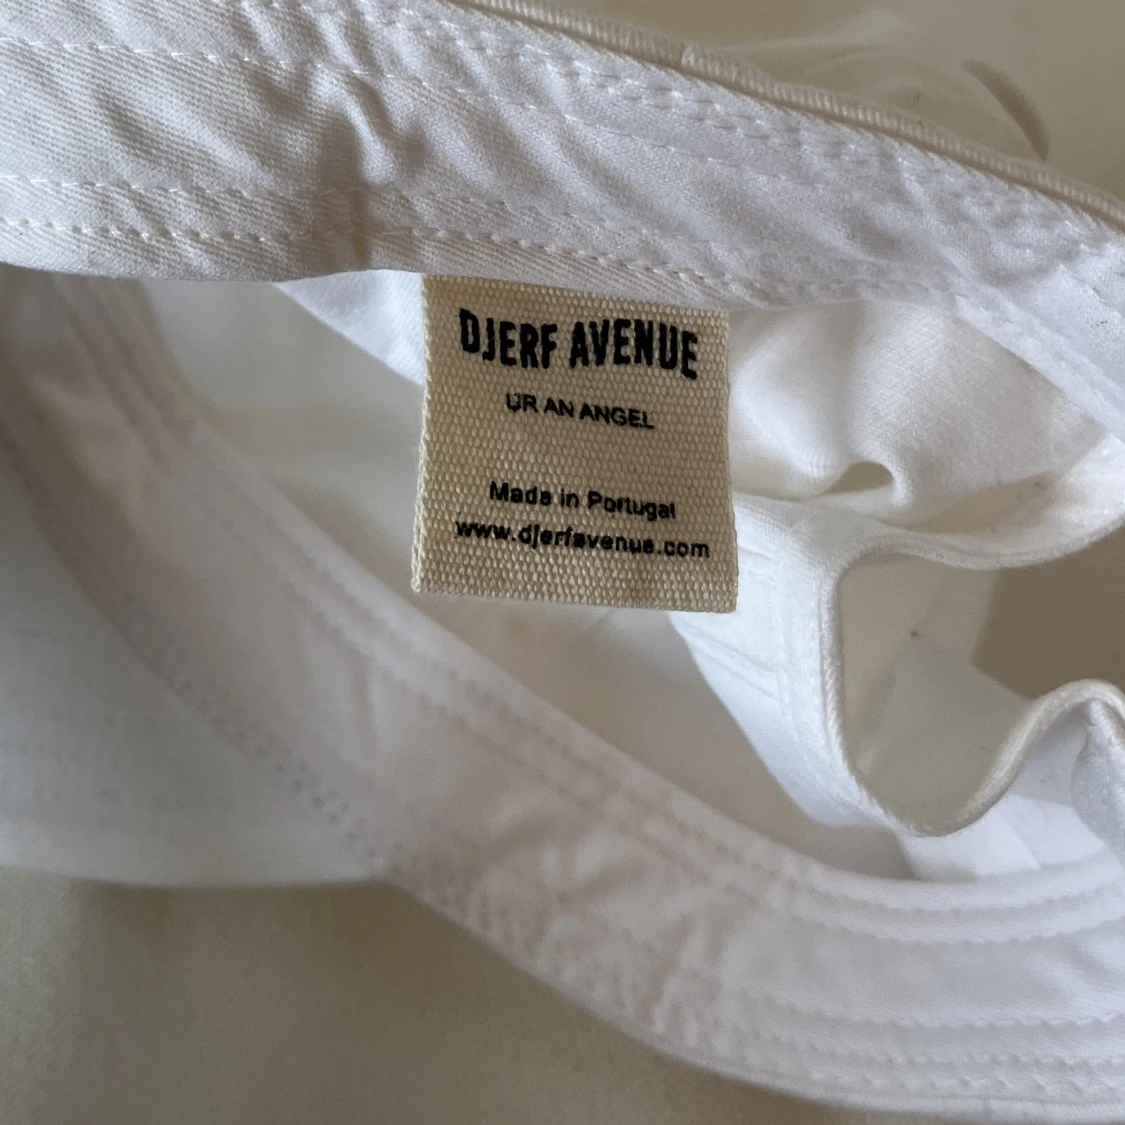 DJERF AVENUE
UR AN ANGEL
Made in Portugal
www.djerfavenue.com